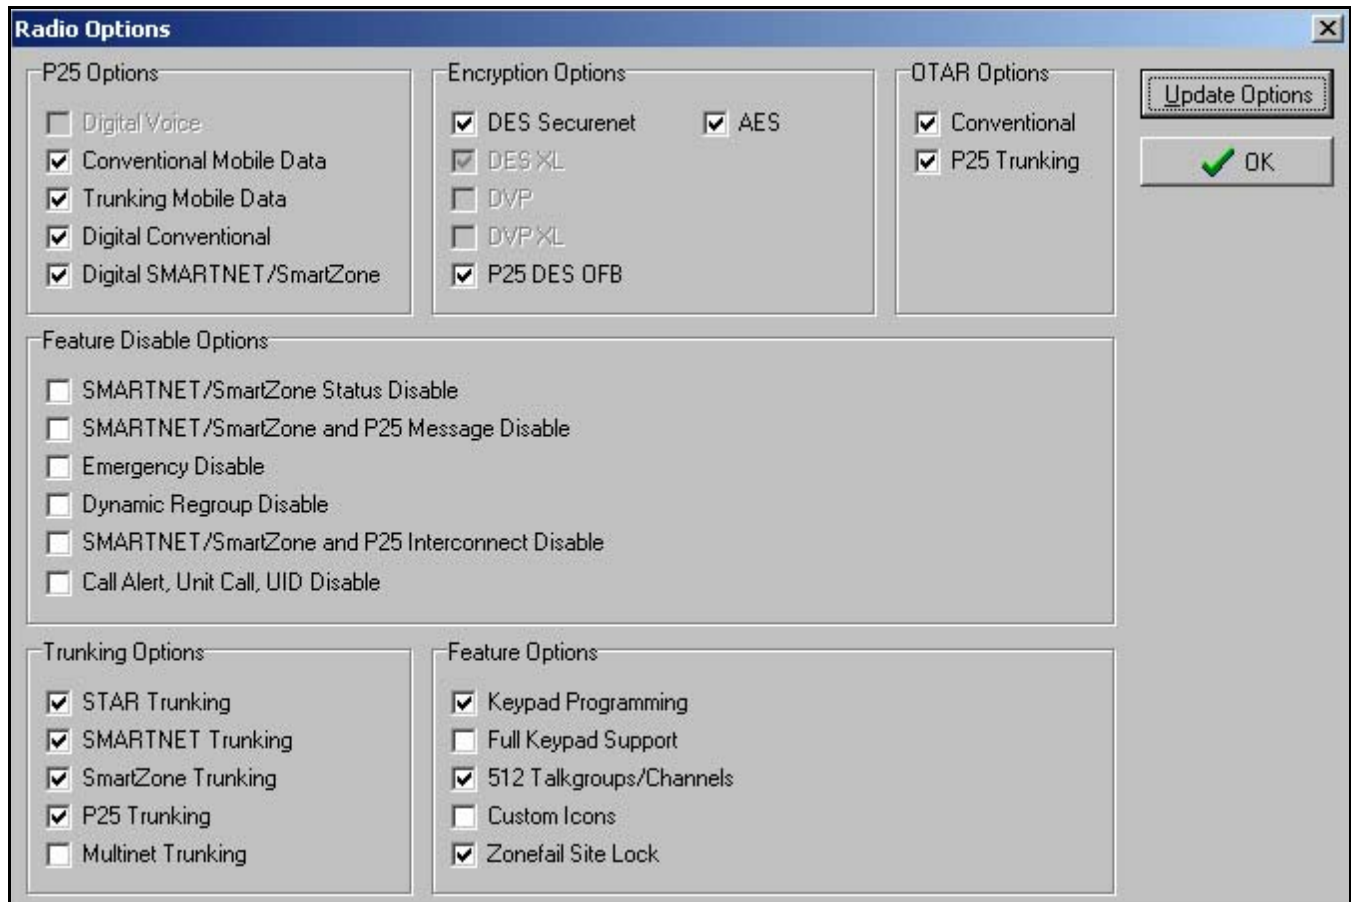 Radio Options
P25 Options
Digital Voice
Conventional Mobile Data
Trunking Mobile Data
Digital Conventional
Digital SMARTNET/SmartZone
Encryption Options
DES Securenet
AES
DES XL
DVP
DVP XL
P25 DES OFB
OTAR Options
Conventional
P25 Trunking
Update Options
OK
Feature Disable Options
SMARTNET/SmartZone Status Disable
SMARTNET/SmartZone and P25 Message Disable
Emergency Disable
Dynamic Regroup Disable
SMARTNET/SmartZone and P25 Interconnect Disable
Call Alert, Unit Call, UID Disable
Trunking Options
STAR Trunking
SMARTNET Trunking
SmartZone Trunking
P25 Trunking
Multinet Trunking
Feature Options
Keypad Programming
Full Keypad Support
512 Talkgroups/Channels
Custom Icons
Zonefail Site Lock